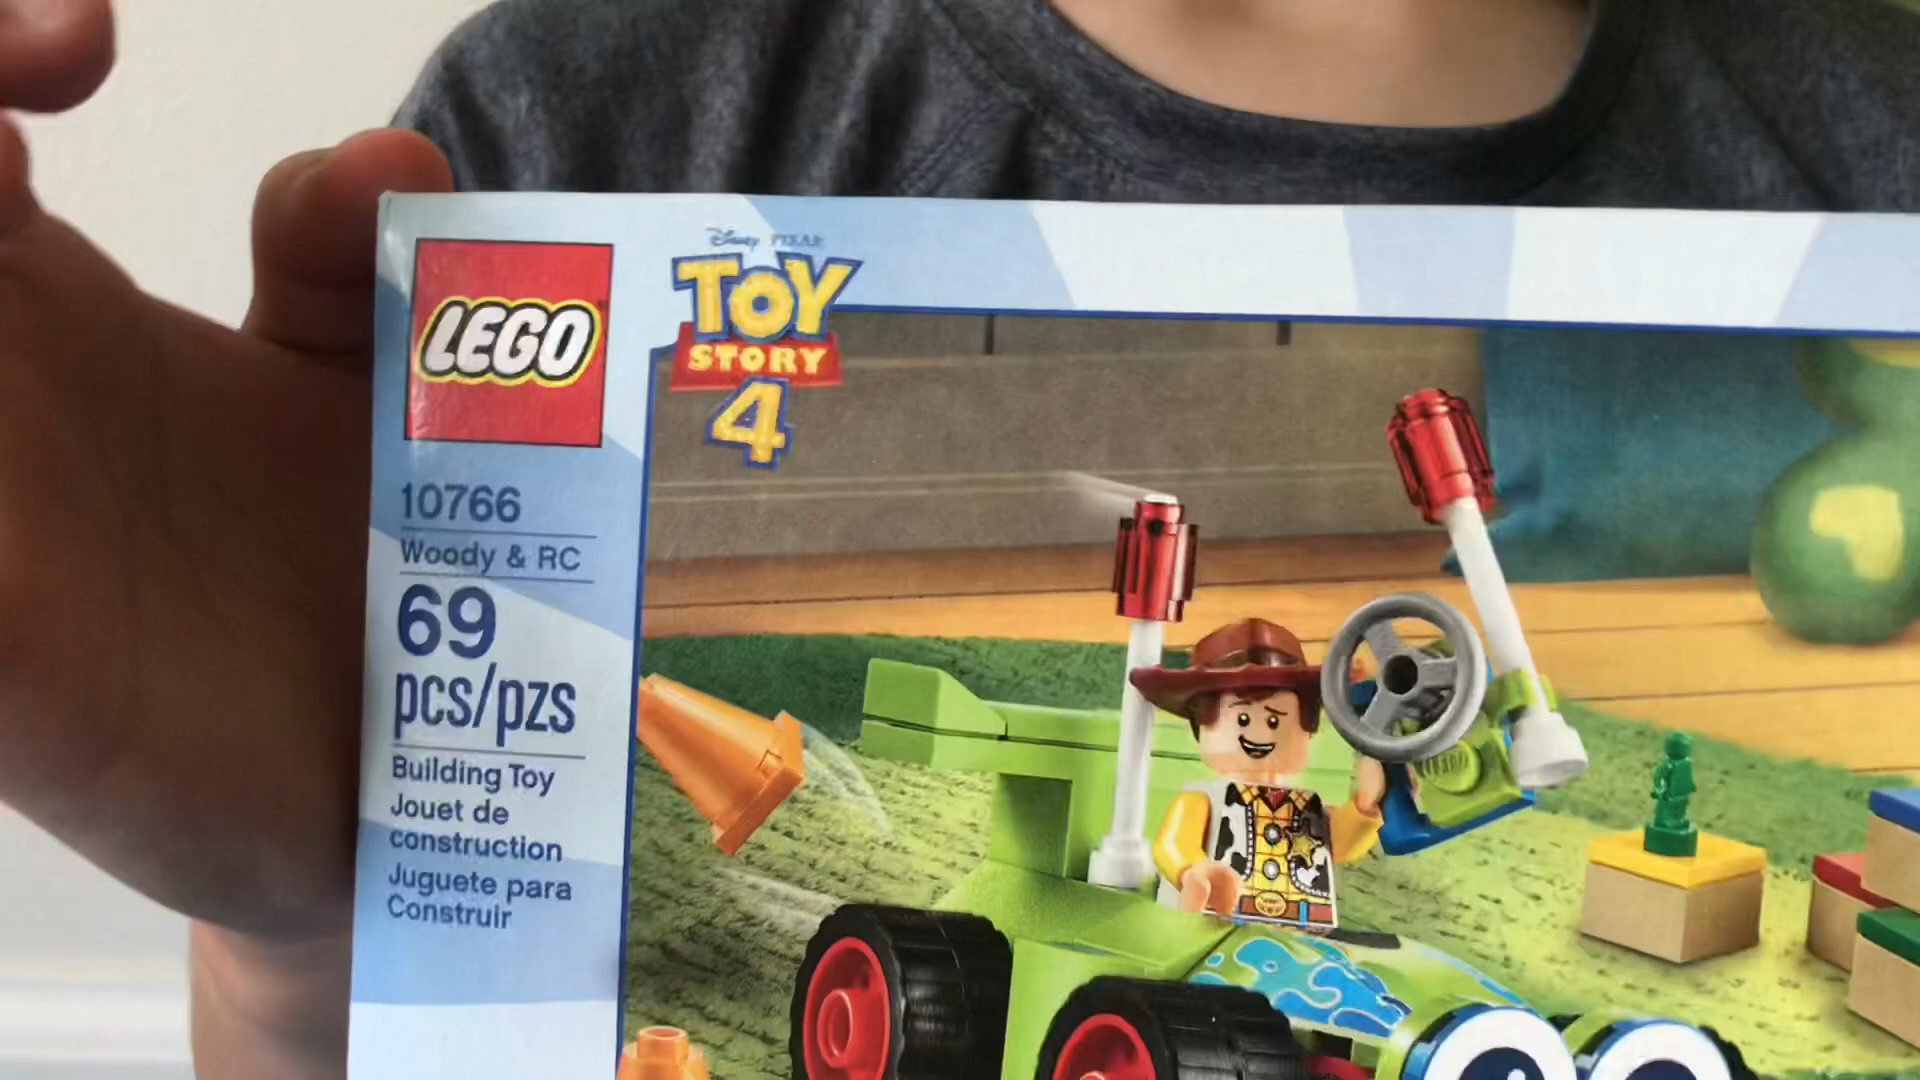 LEGO
Disney PIXAR
TOY
STORY
4
10766
Woody & RC
69
pcs/pzs
Building Toy
Jouet de
construction
Juguete para
Construir